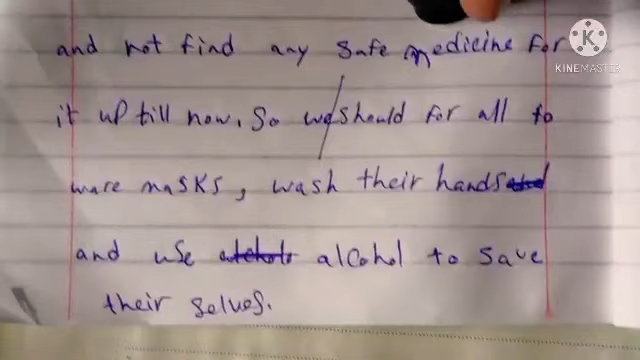 and not find any safe medicine for
it up till now. So we should for all to
ware masks, wash their hands
and use alcohol to save
their selves.
K
KINEMASTER